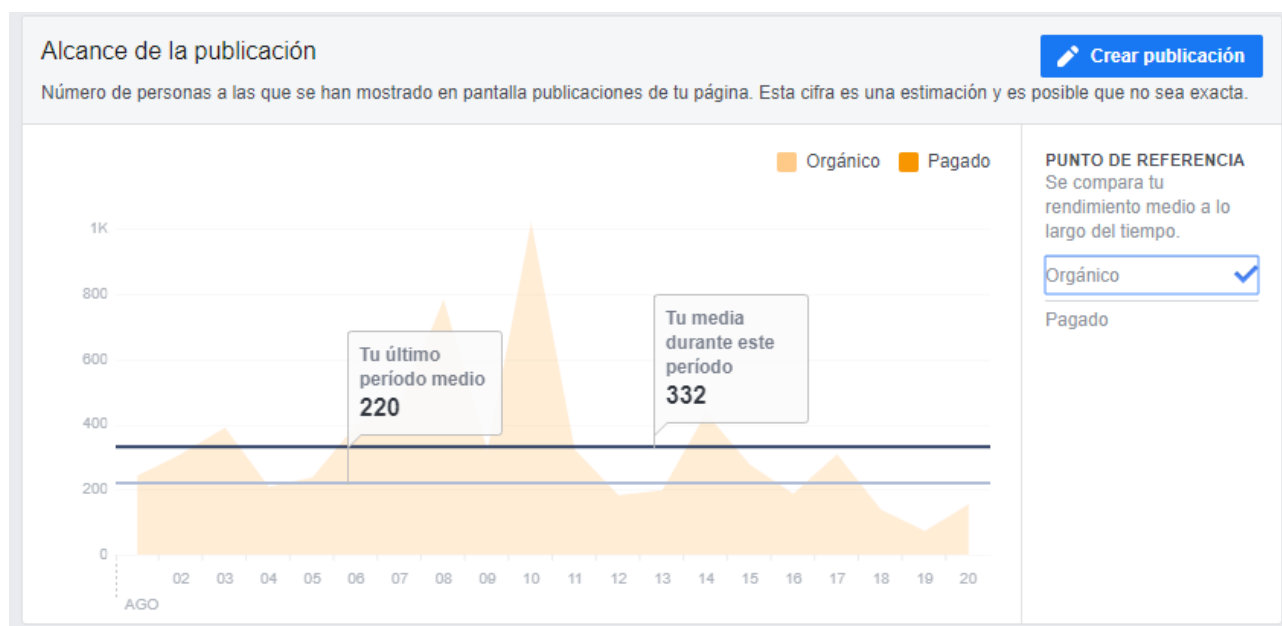 Alcance de la publicación
Crear publicación
Número de personas a las que se han mostrado en pantalla publicaciones de tu página. Esta cifra es una estimación y es posible que no sea exacta.
Orgánico
Pagado
1K
800
600
400
200
0
Tu último
período medio
220
Tu media
durante este
período
332
02 03 04 05 06 07 08 09 10 11 12 13 14 15 16 17 18 19 20
AGO
PUNTO DE REFERENCIA
Se compara tu
rendimiento medio a lo
largo del tiempo.
Orgánico
Pagado